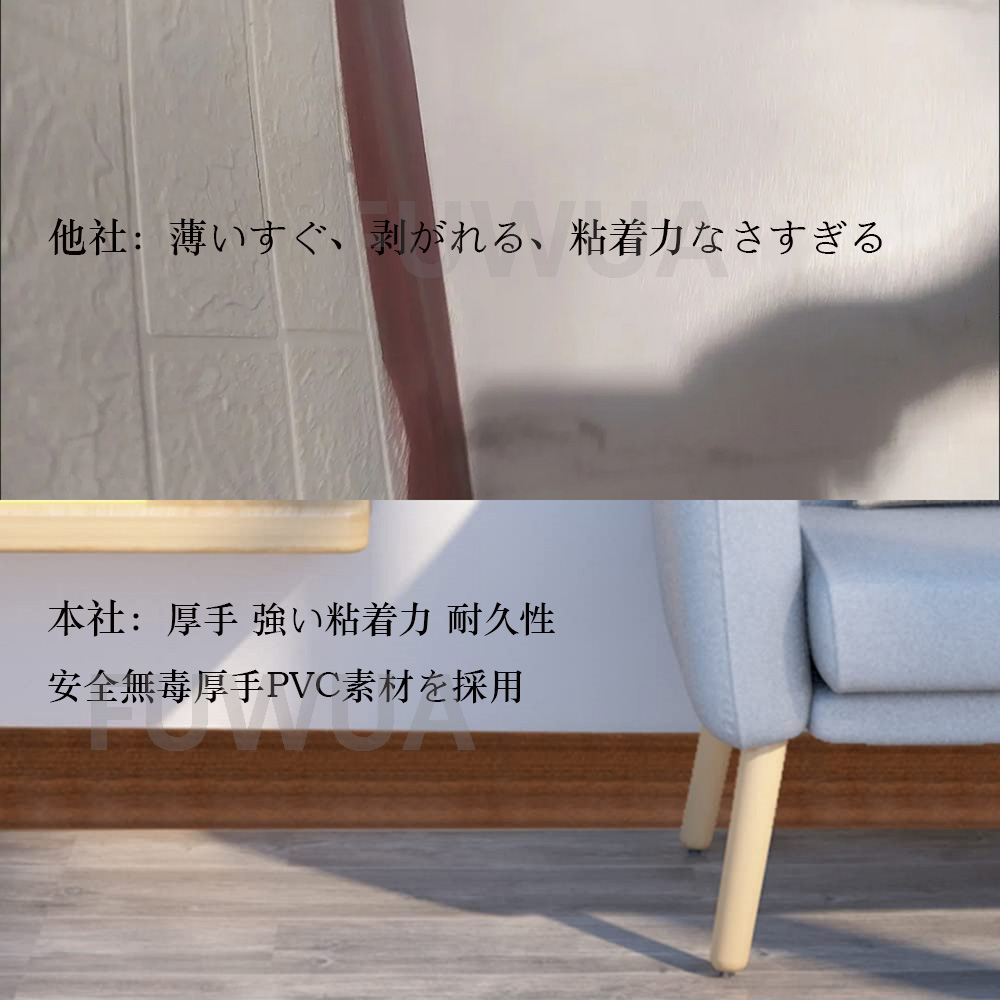 他社：薄いすぐ、剥がれる、粘着力なさすぎる
FUWUA
本社：厚手 強い粘着力 耐久性
安全無毒厚手PVC素材を採用
FUWUA